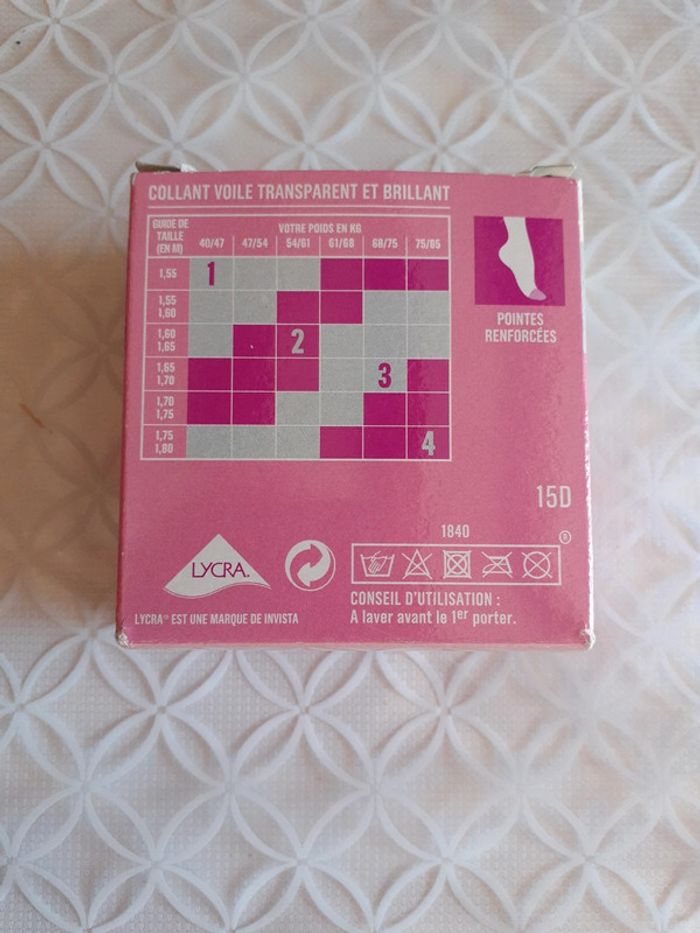 COLLANT VOILE TRANSPARENT ET BRILLANT
GUIDE DE
TAILLE
(EN M)
VOTRE POIDS EN KG
40/47 47/54 54/61 61/68 68/75 75/85
1,55 1
1,55
1,60
1,60
1,65 2
1,65
1,70 3
1,70
1,75
1,75
1,80 4
POINTES
RENFORCÉES
15D
1840
®
LYCRA.
LYCRA® EST UNE MARQUE DE INVISTA
CONSEIL D'UTILISATION :
A laver avant le 1er porter.